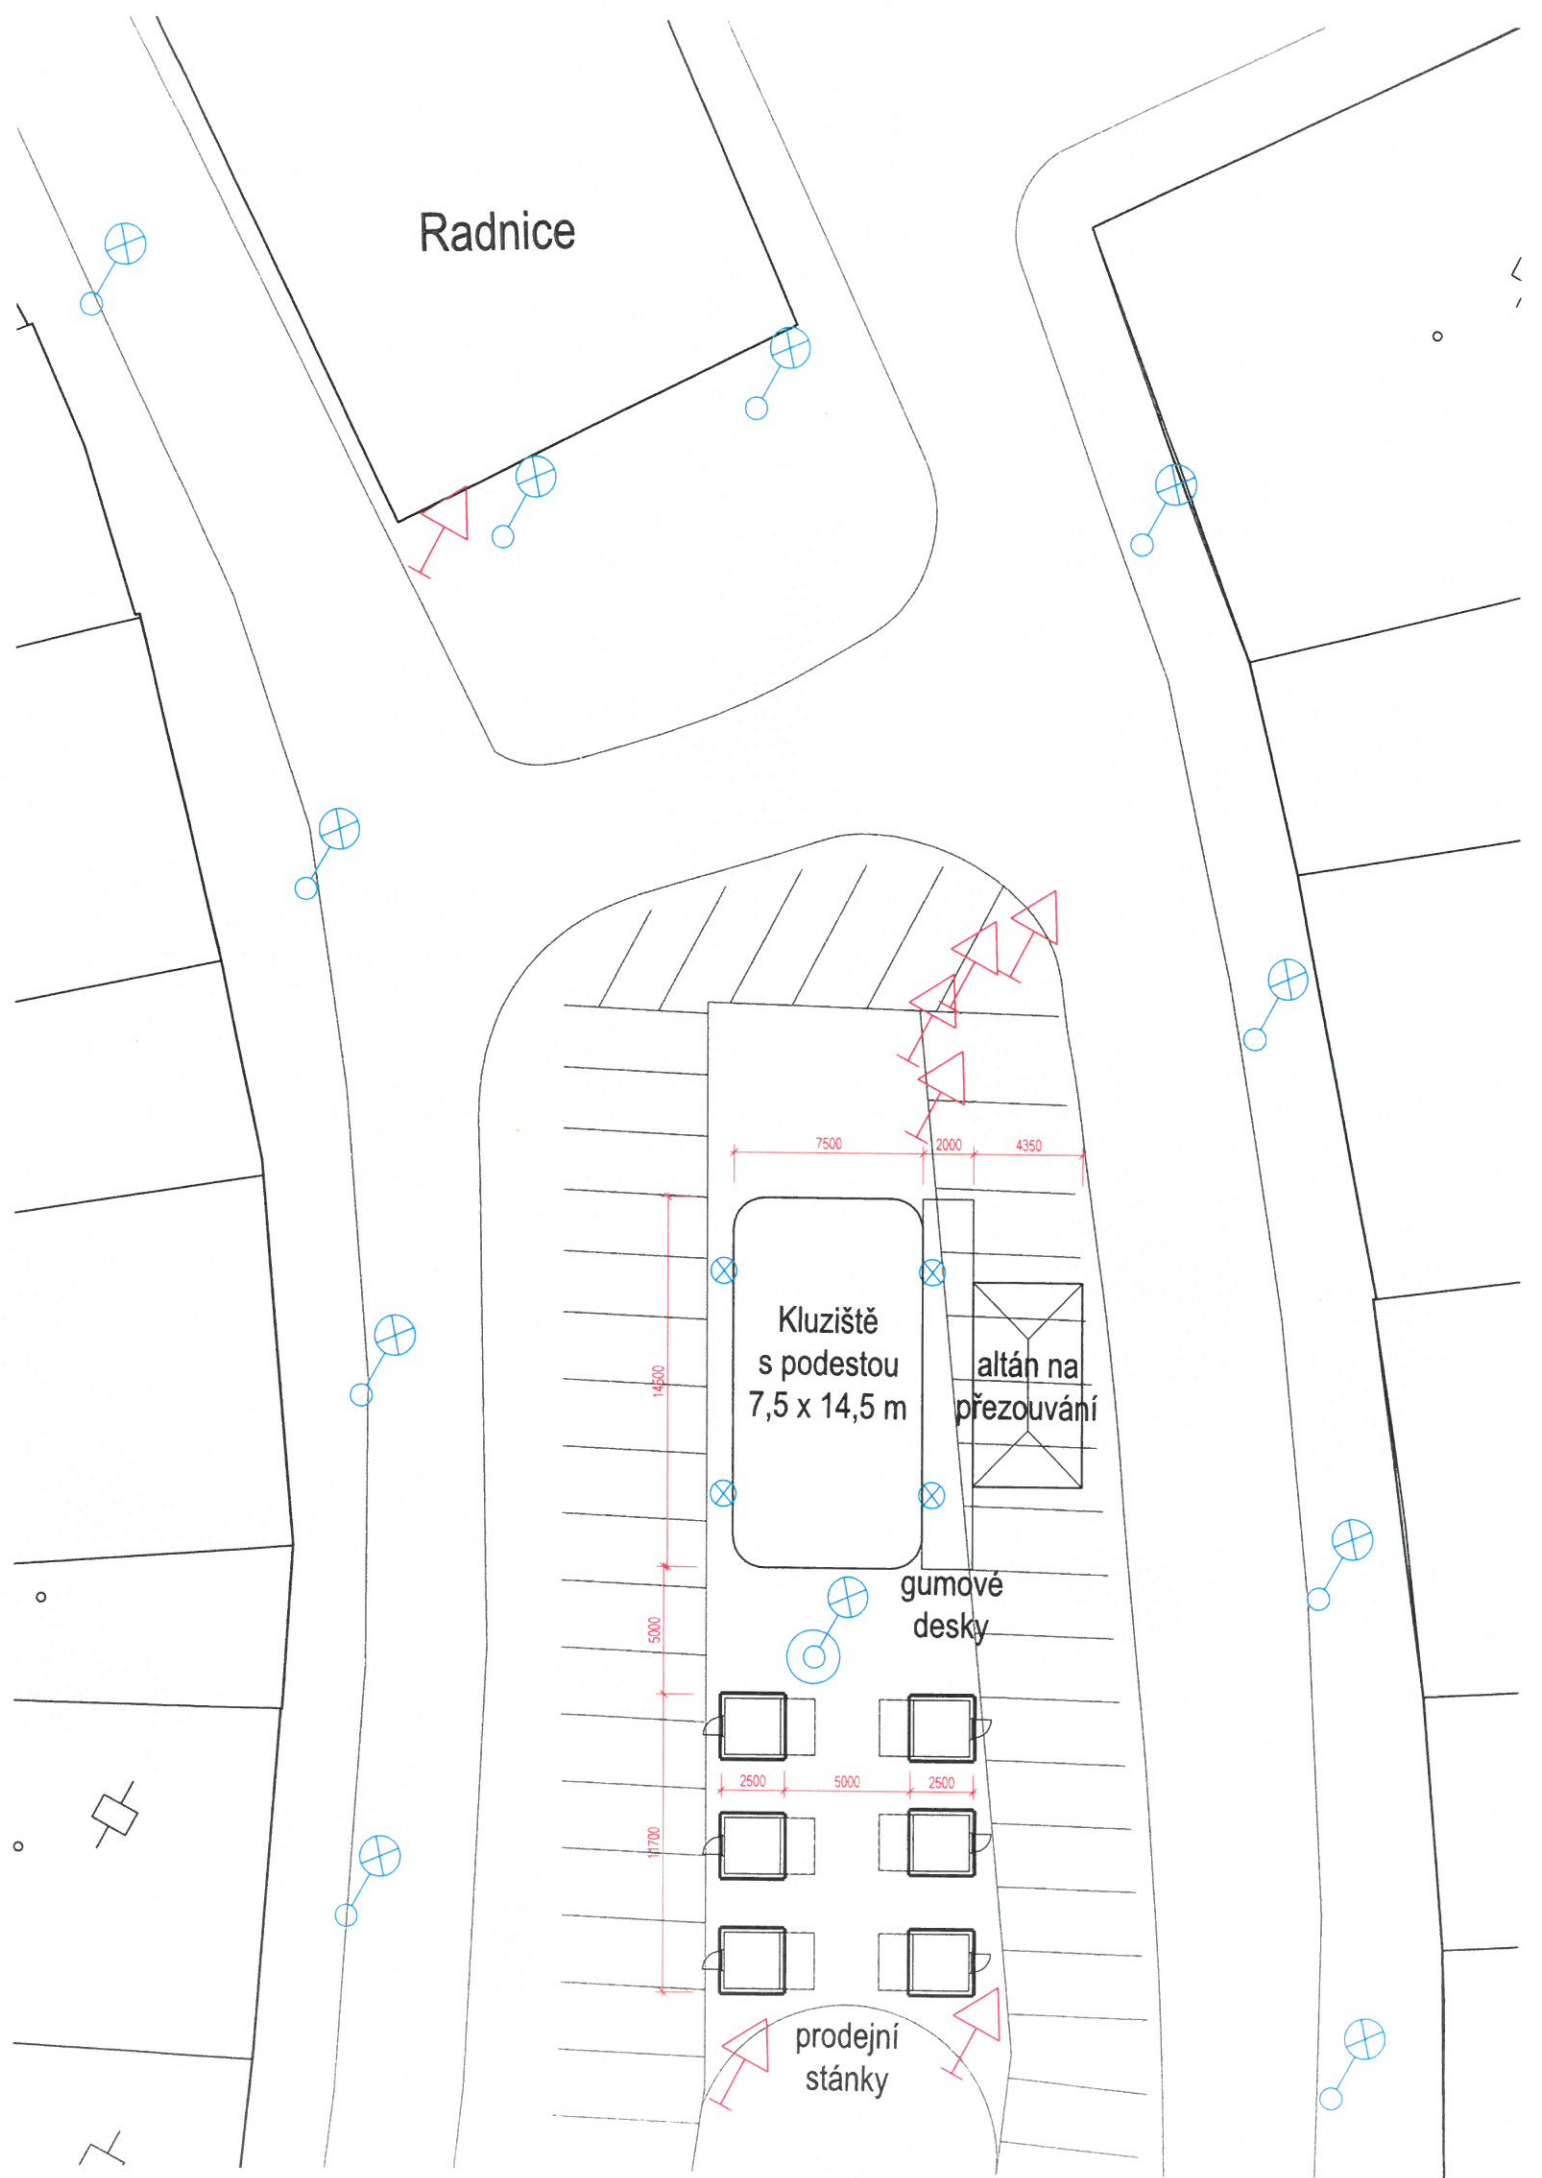 Radnice
7500
2000
4350
14500
Kluziště
s podestou
7,5 x 14,5 m
altán na
přezouvání
gumové
desky
5000
2500
5000
2500
11700
prodejní
stánky